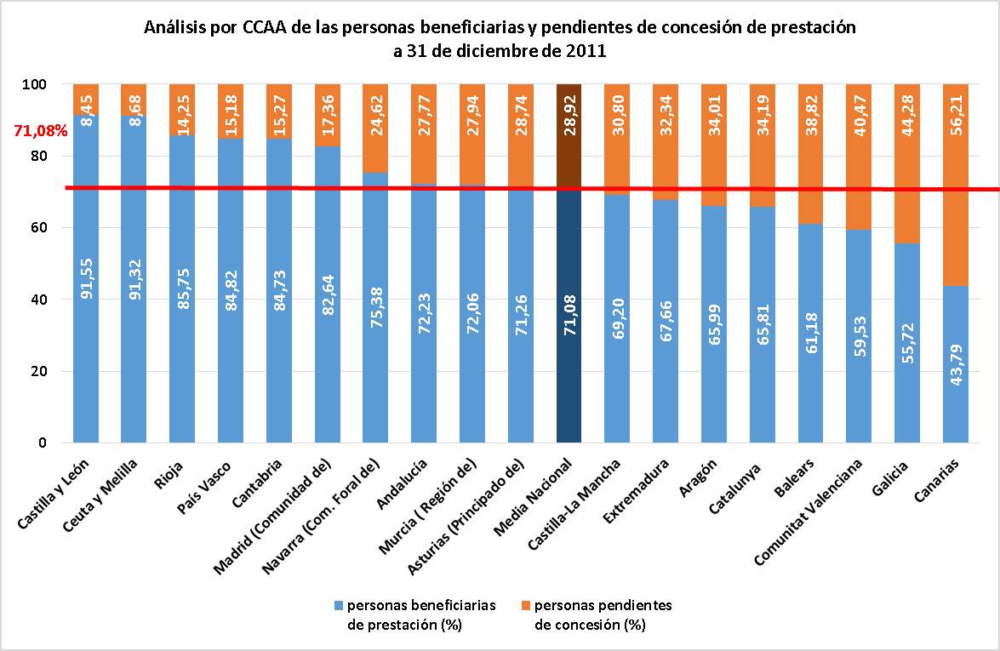 Análisis por CCAA de las personas beneficiarias y pendientes de concesión de prestación
a 31 de diciembre de 2011
100
80
60
40
20
0
71,08%
8,45
8,68
14,25
15,18
15,27
17,36
24,62
27,77
27,94
28,74
28,92
30,80
32,34
34,01
34,19
38,82
40,47
44,28
56,21
91,55
91,32
85,75
84,82
84,73
82,64
75,38
72,23
72,06
71,26
71,08
69,20
67,66
65,99
65,81
61,18
59,53
55,72
43,79
Castilla y León
Ceuta y Melilla
Rioja
País Vasco
Cantabria
Madrid (Comunidad de)
Navarra (Com. Foral de)
Andalucía
Murcia ( Región de)
Asturias (Principado de)
Media Nacional
Castilla-La Mancha
Extremadura
Aragón
Catalunya
Balears
Comunitat Valenciana
Galicia
Canarias
personas beneficiarias
de prestación (%)
personas pendientes
de concesión (%)